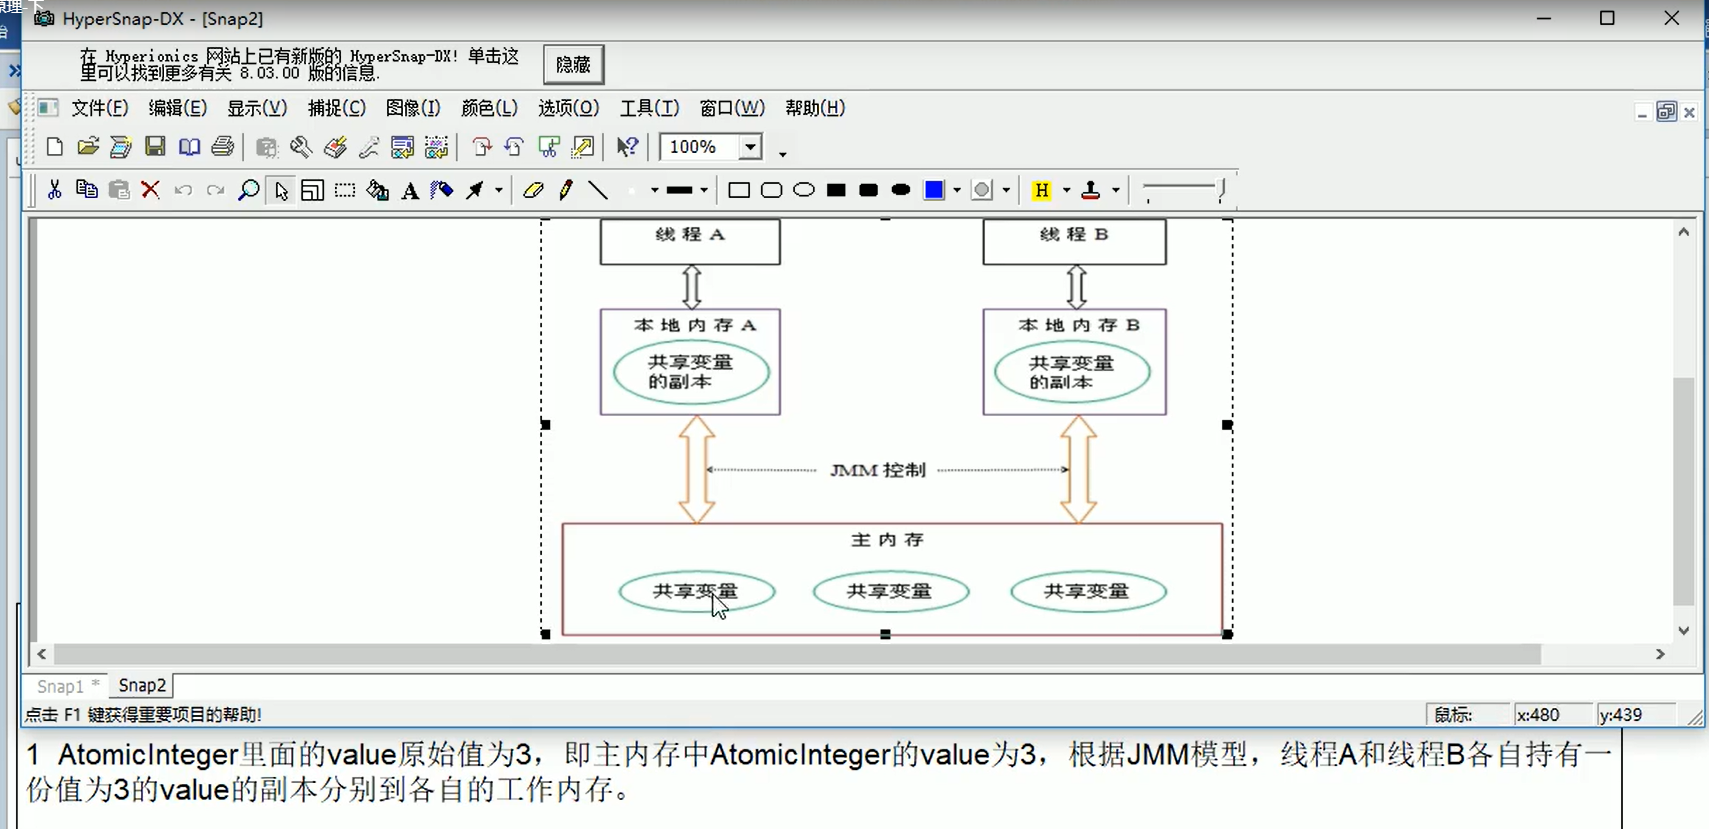 原理-下
HyperSnap-DX - [Snap2]
在 Hyperionics 网站上已有新版的 HyperSnap-DX! 单击这
里可以找到更多有关 8.03.00 版的信息.
隐藏
文件(F) 编辑(E) 显示(V) 捕捉(C) 图像(I) 颜色(L) 选项(O) 工具(T) 窗口(W) 帮助(H)
100%
A H
线程 A 线程 B
本地内存 A 本地内存 B
共享变量 共享变量
的副本 的副本
JMM 控制
主内存
共享变量 共享变量 共享变量
Snap1 * Snap2
点击 F1 键获得重要项目的帮助! 鼠标: x:480 y:439
1 AtomicInteger里面的value原始值为3，即主内存中AtomicInteger的value为3，根据JMM模型，线程A和线程B各自持有一
份值为3的value的副本分别到各自的工作内存。